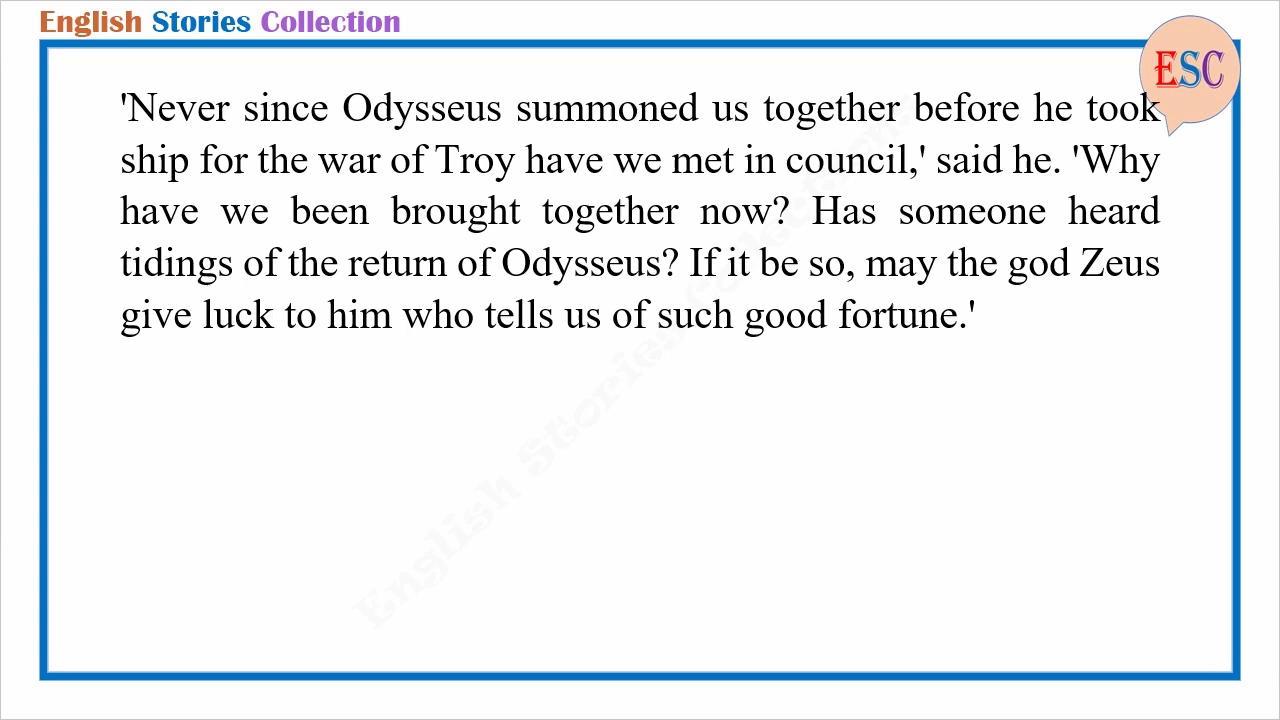 English Stories Collection
ESC
'Never since Odysseus summoned us together before he took
ship for the war of Troy have we met in council,' said he. 'Why
have we been brought together now? Has someone heard
tidings of the return of Odysseus? If it be so, may the god Zeus
give luck to him who tells us of such good fortune.'
English Stories Collections